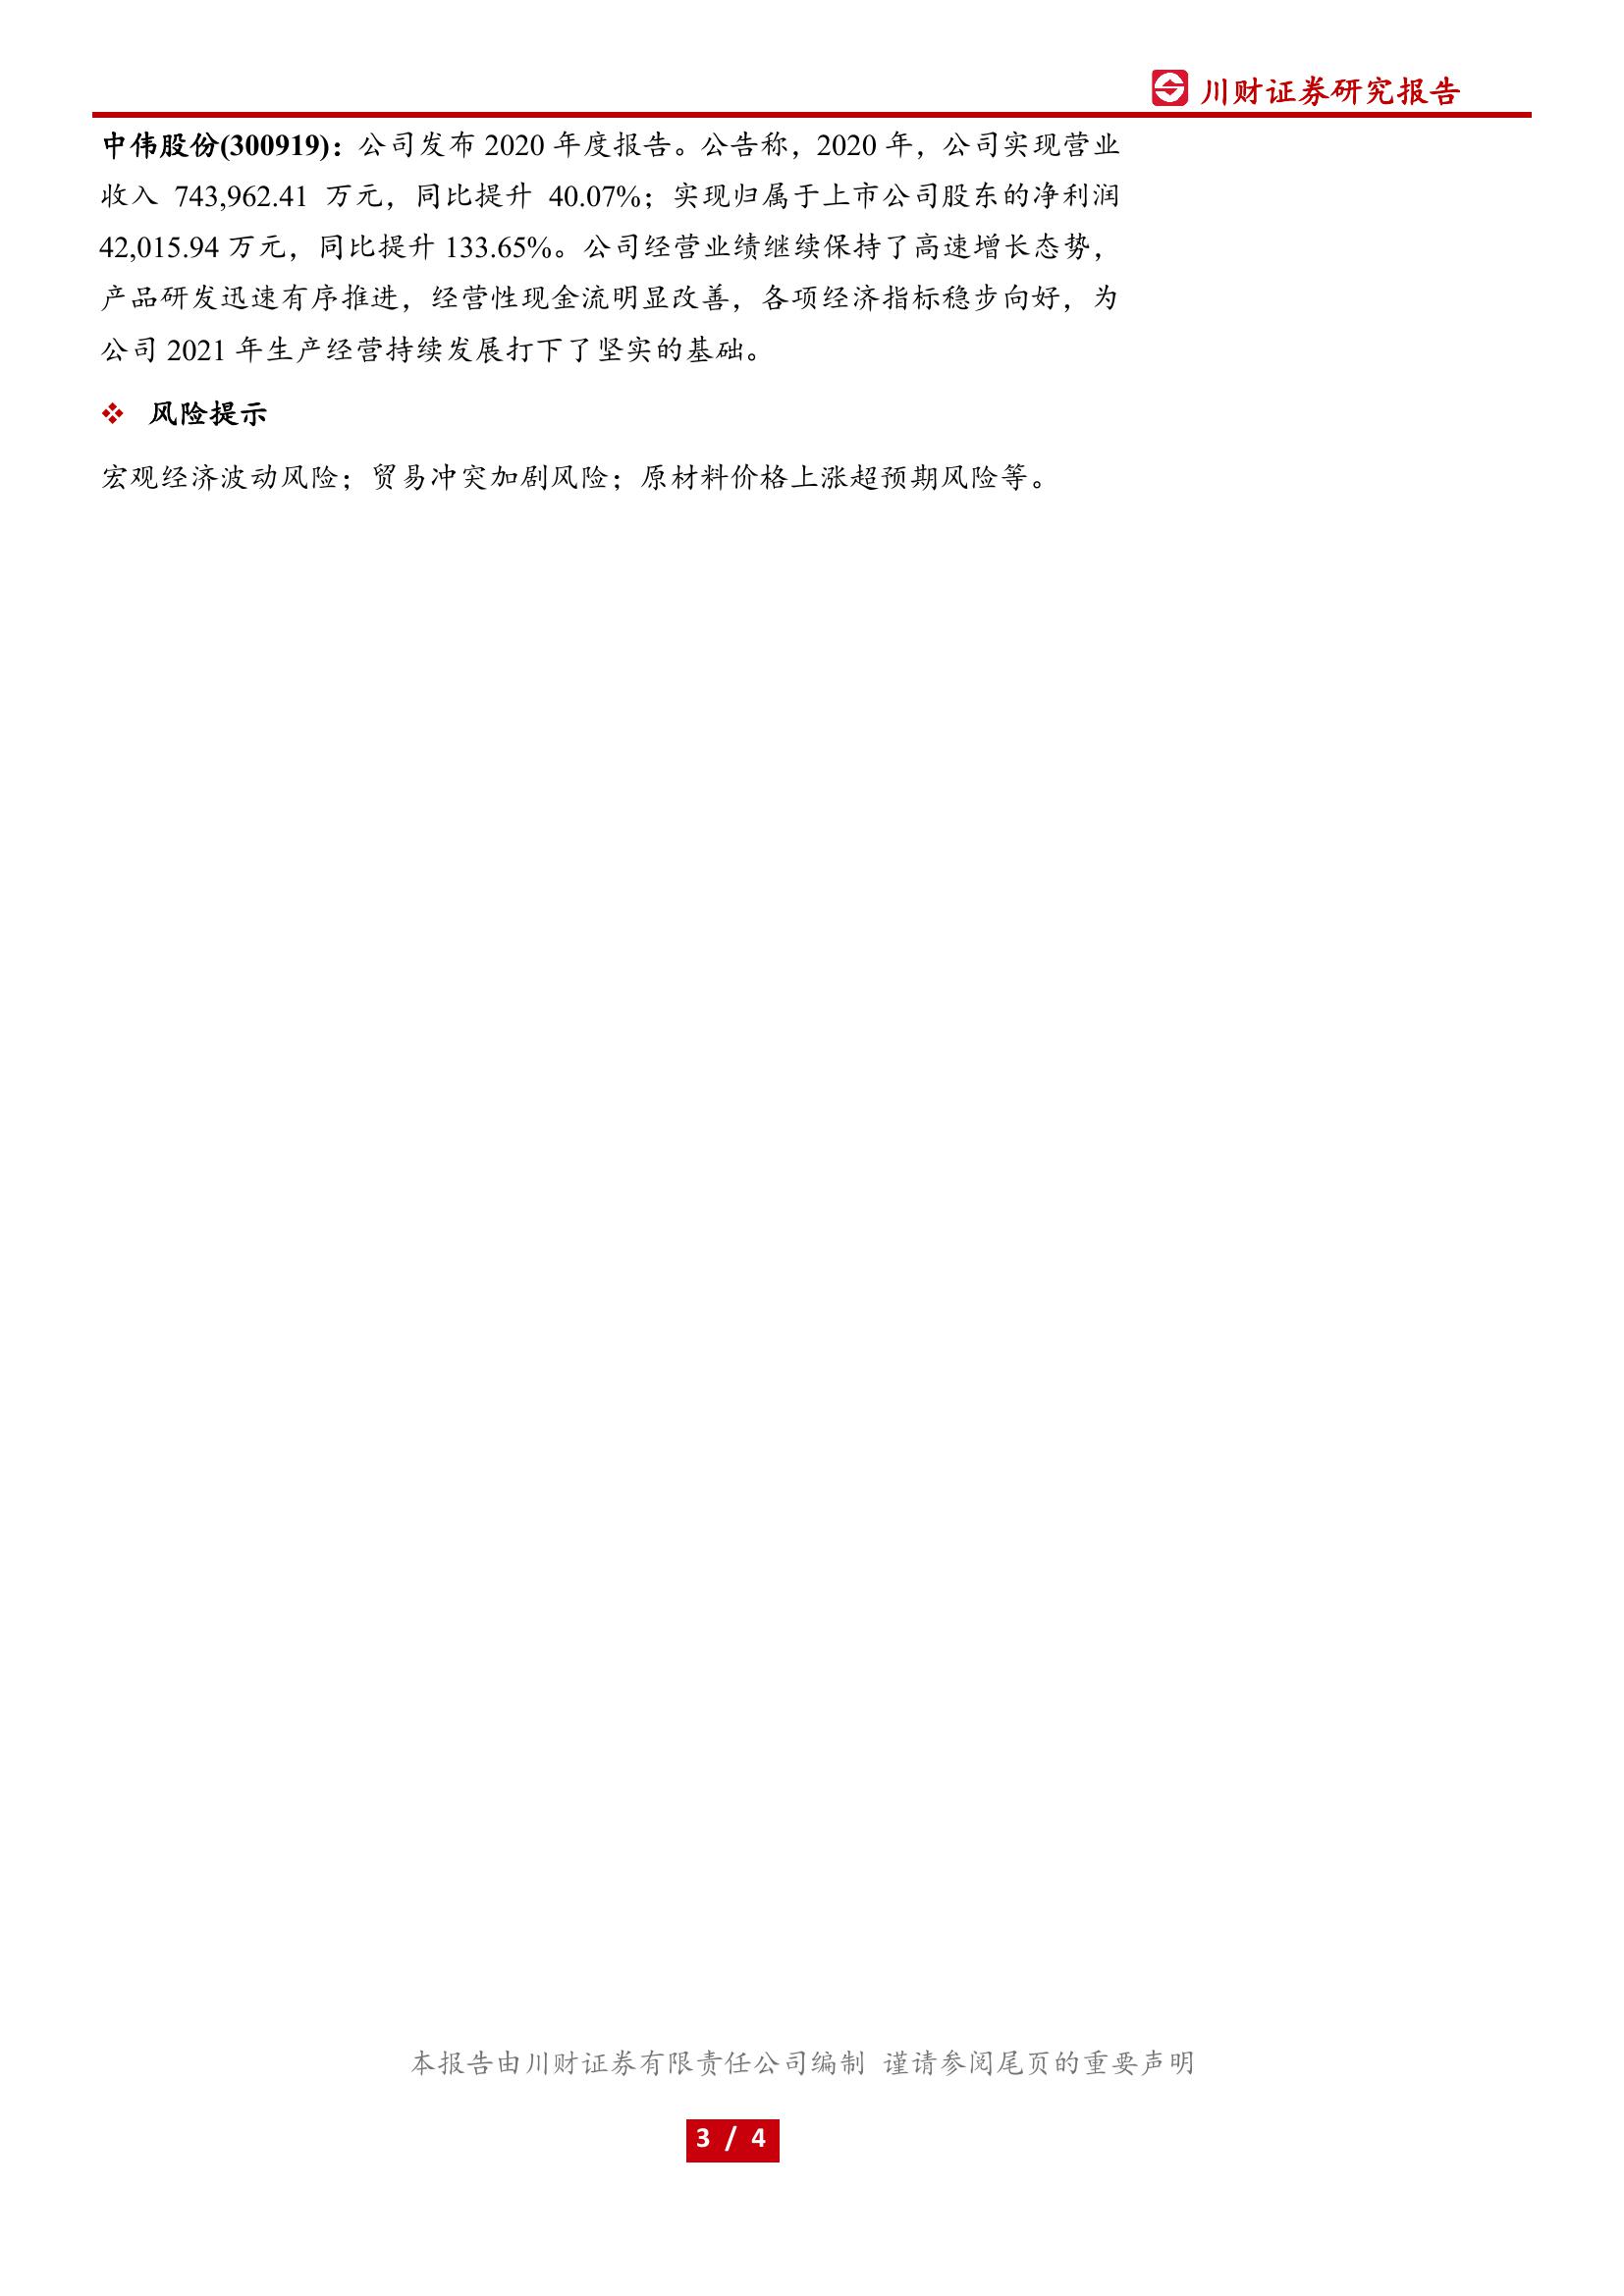 川财证券研究报告
中伟股份(300919)：公司发布 2020 年度报告。公告称，2020 年，公司实现营业
收入 743,962.41 万元，同比提升 40.07%；实现归属于上市公司股东的净利润
42,015.94 万元，同比提升 133.65%。公司经营业绩继续保持了高速增长态势，
产品研发迅速有序推进，经营性现金流明显改善，各项经济指标稳步向好，为
公司 2021 年生产经营持续发展打下了坚实的基础。
❖ 风险提示
宏观经济波动风险；贸易冲突加剧风险；原材料价格上涨超预期风险等。
本报告由川财证券有限责任公司编制 谨请参阅尾页的重要声明
3 / 4